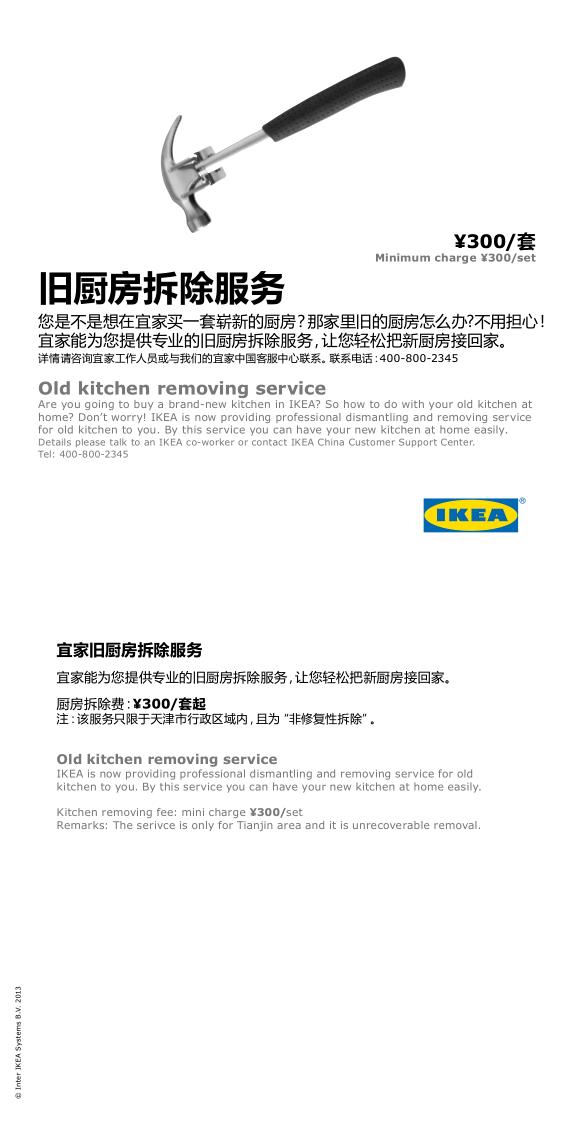 ¥300/套
Minimum charge ¥300/set
旧厨房拆除服务
您是不是想在宜家买一套崭新的厨房？那家里旧的厨房怎么办?不用担心！
宜家能为您提供专业的旧厨房拆除服务，让您轻松把新厨房接回家。
详情请咨询宜家工作人员或与我们的宜家中国客服中心联系。联系电话：400-800-2345
Old kitchen removing service
Are you going to buy a brand-new kitchen in IKEA? So how to do with your old kitchen at
home? Don’t worry! IKEA is now providing professional dismantling and removing service
for old kitchen to you. By this service you can have your new kitchen at home easily.
Details please talk to an IKEA co-worker or contact IKEA China Customer Support Center.
Tel: 400-800-2345
IKEA®
宜家旧厨房拆除服务
宜家能为您提供专业的旧厨房拆除服务，让您轻松把新厨房接回家。
厨房拆除费：¥300/套起
注：该服务只限于天津市行政区域内，且为“非修复性拆除”。
Old kitchen removing service
IKEA is now providing professional dismantling and removing service for old
kitchen to you. By this service you can have your new kitchen at home easily.
Kitchen removing fee: mini charge ¥300/set
Remarks: The serivce is only for Tianjin area and it is unrecoverable removal.
© Inter IKEA Systems B.V. 2013